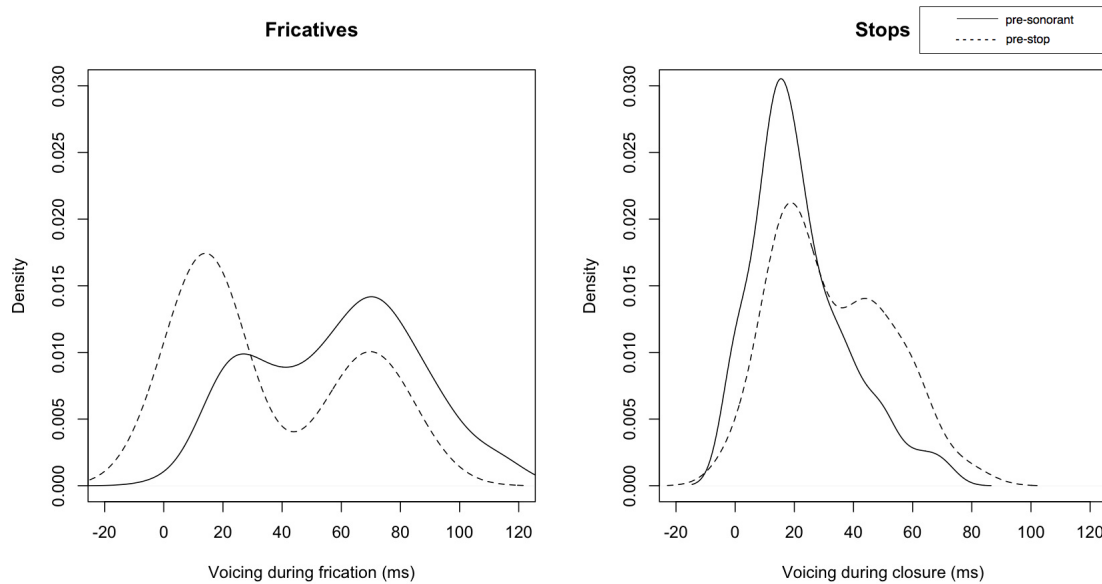 Fricatives
Stops
pre-sonorant
pre-stop
Density
0.000
0.005
0.010
0.015
0.020
0.025
0.030
-20 0 20 40 60 80 100 120
Voicing during frication (ms)
Density
0.000
0.005
0.010
0.015
0.020
0.025
0.030
-20 0 20 40 60 80 100 120
Voicing during closure (ms)